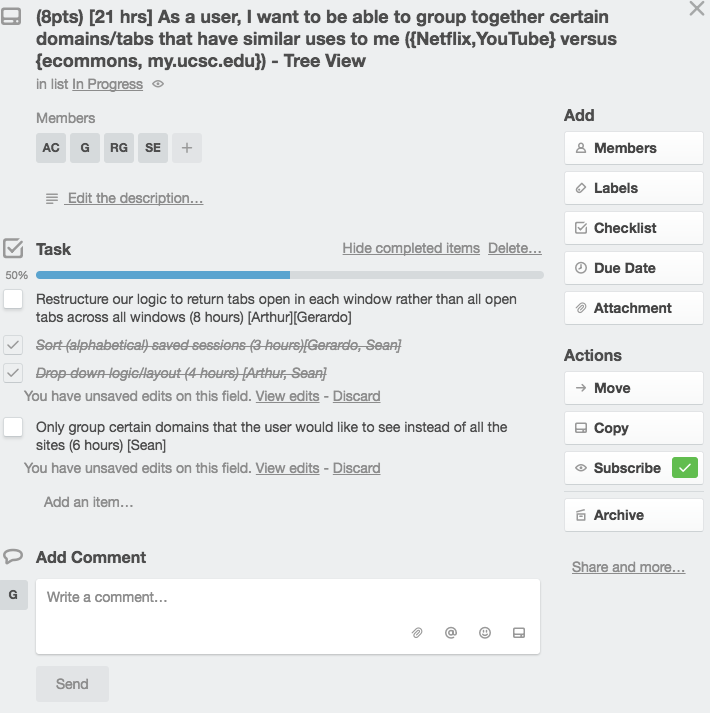 (8pts) [21 hrs] As a user, I want to be able to group together certain
domains/tabs that have similar uses to me ({Netflix,YouTube} versus
{ecommons, my.ucsc.edu}) - Tree View
in list In Progress
Members
AC G RG SE +
Edit the description…
Task
Hide completed items Delete…
50%
Restructure our logic to return tabs open in each window rather than all open
tabs across all windows (8 hours) [Arthur][Gerardo]
Sort (alphabetical) saved sessions (3 hours)[Gerardo, Sean]
Drop down logic/layout (4 hours) [Arthur, Sean]
You have unsaved edits on this field. View edits - Discard
Only group certain domains that the user would like to see instead of all the
sites (6 hours) [Sean]
You have unsaved edits on this field. View edits - Discard
Add an item…
Add Comment
G
Write a comment…
@
Send
Add
Members
Labels
Checklist
Due Date
Attachment
Actions
Move
Copy
Subscribe
Archive
Share and more…